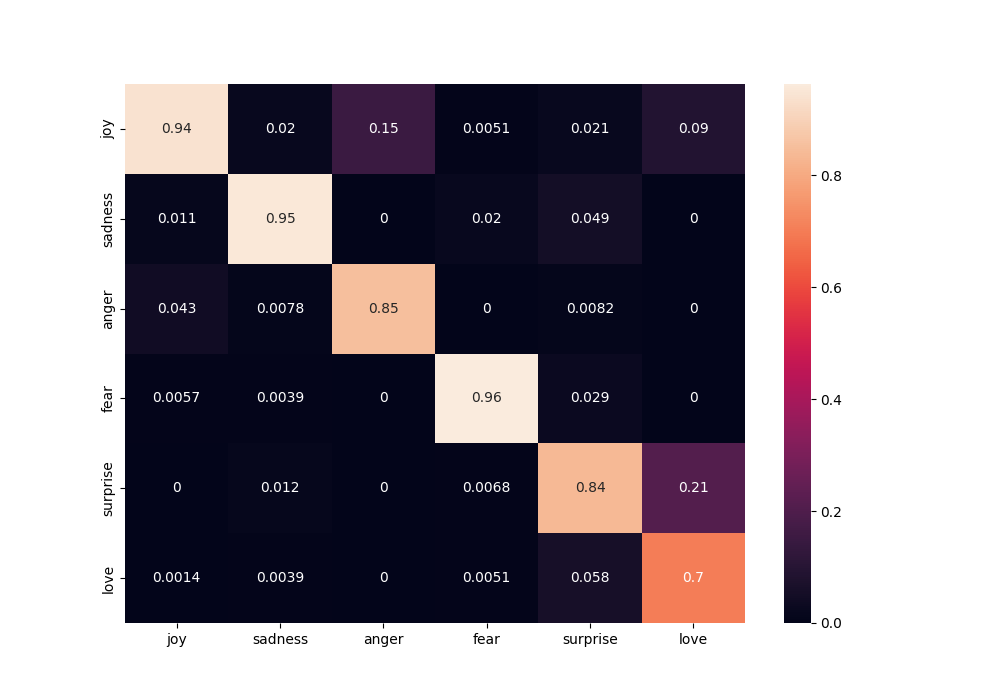 joy 0.94 0.02 0.15 0.0051 0.021 0.09
sadness 0.011 0.95 0 0.02 0.049 0
anger 0.043 0.0078 0.85 0 0.0082 0
fear 0.0057 0.0039 0 0.96 0.029 0
surprise 0 0.012 0 0.0068 0.84 0.21
love 0.0014 0.0039 0 0.0051 0.058 0.7
joy sadness anger fear surprise love
0.8
0.6
0.4
0.2
0.0